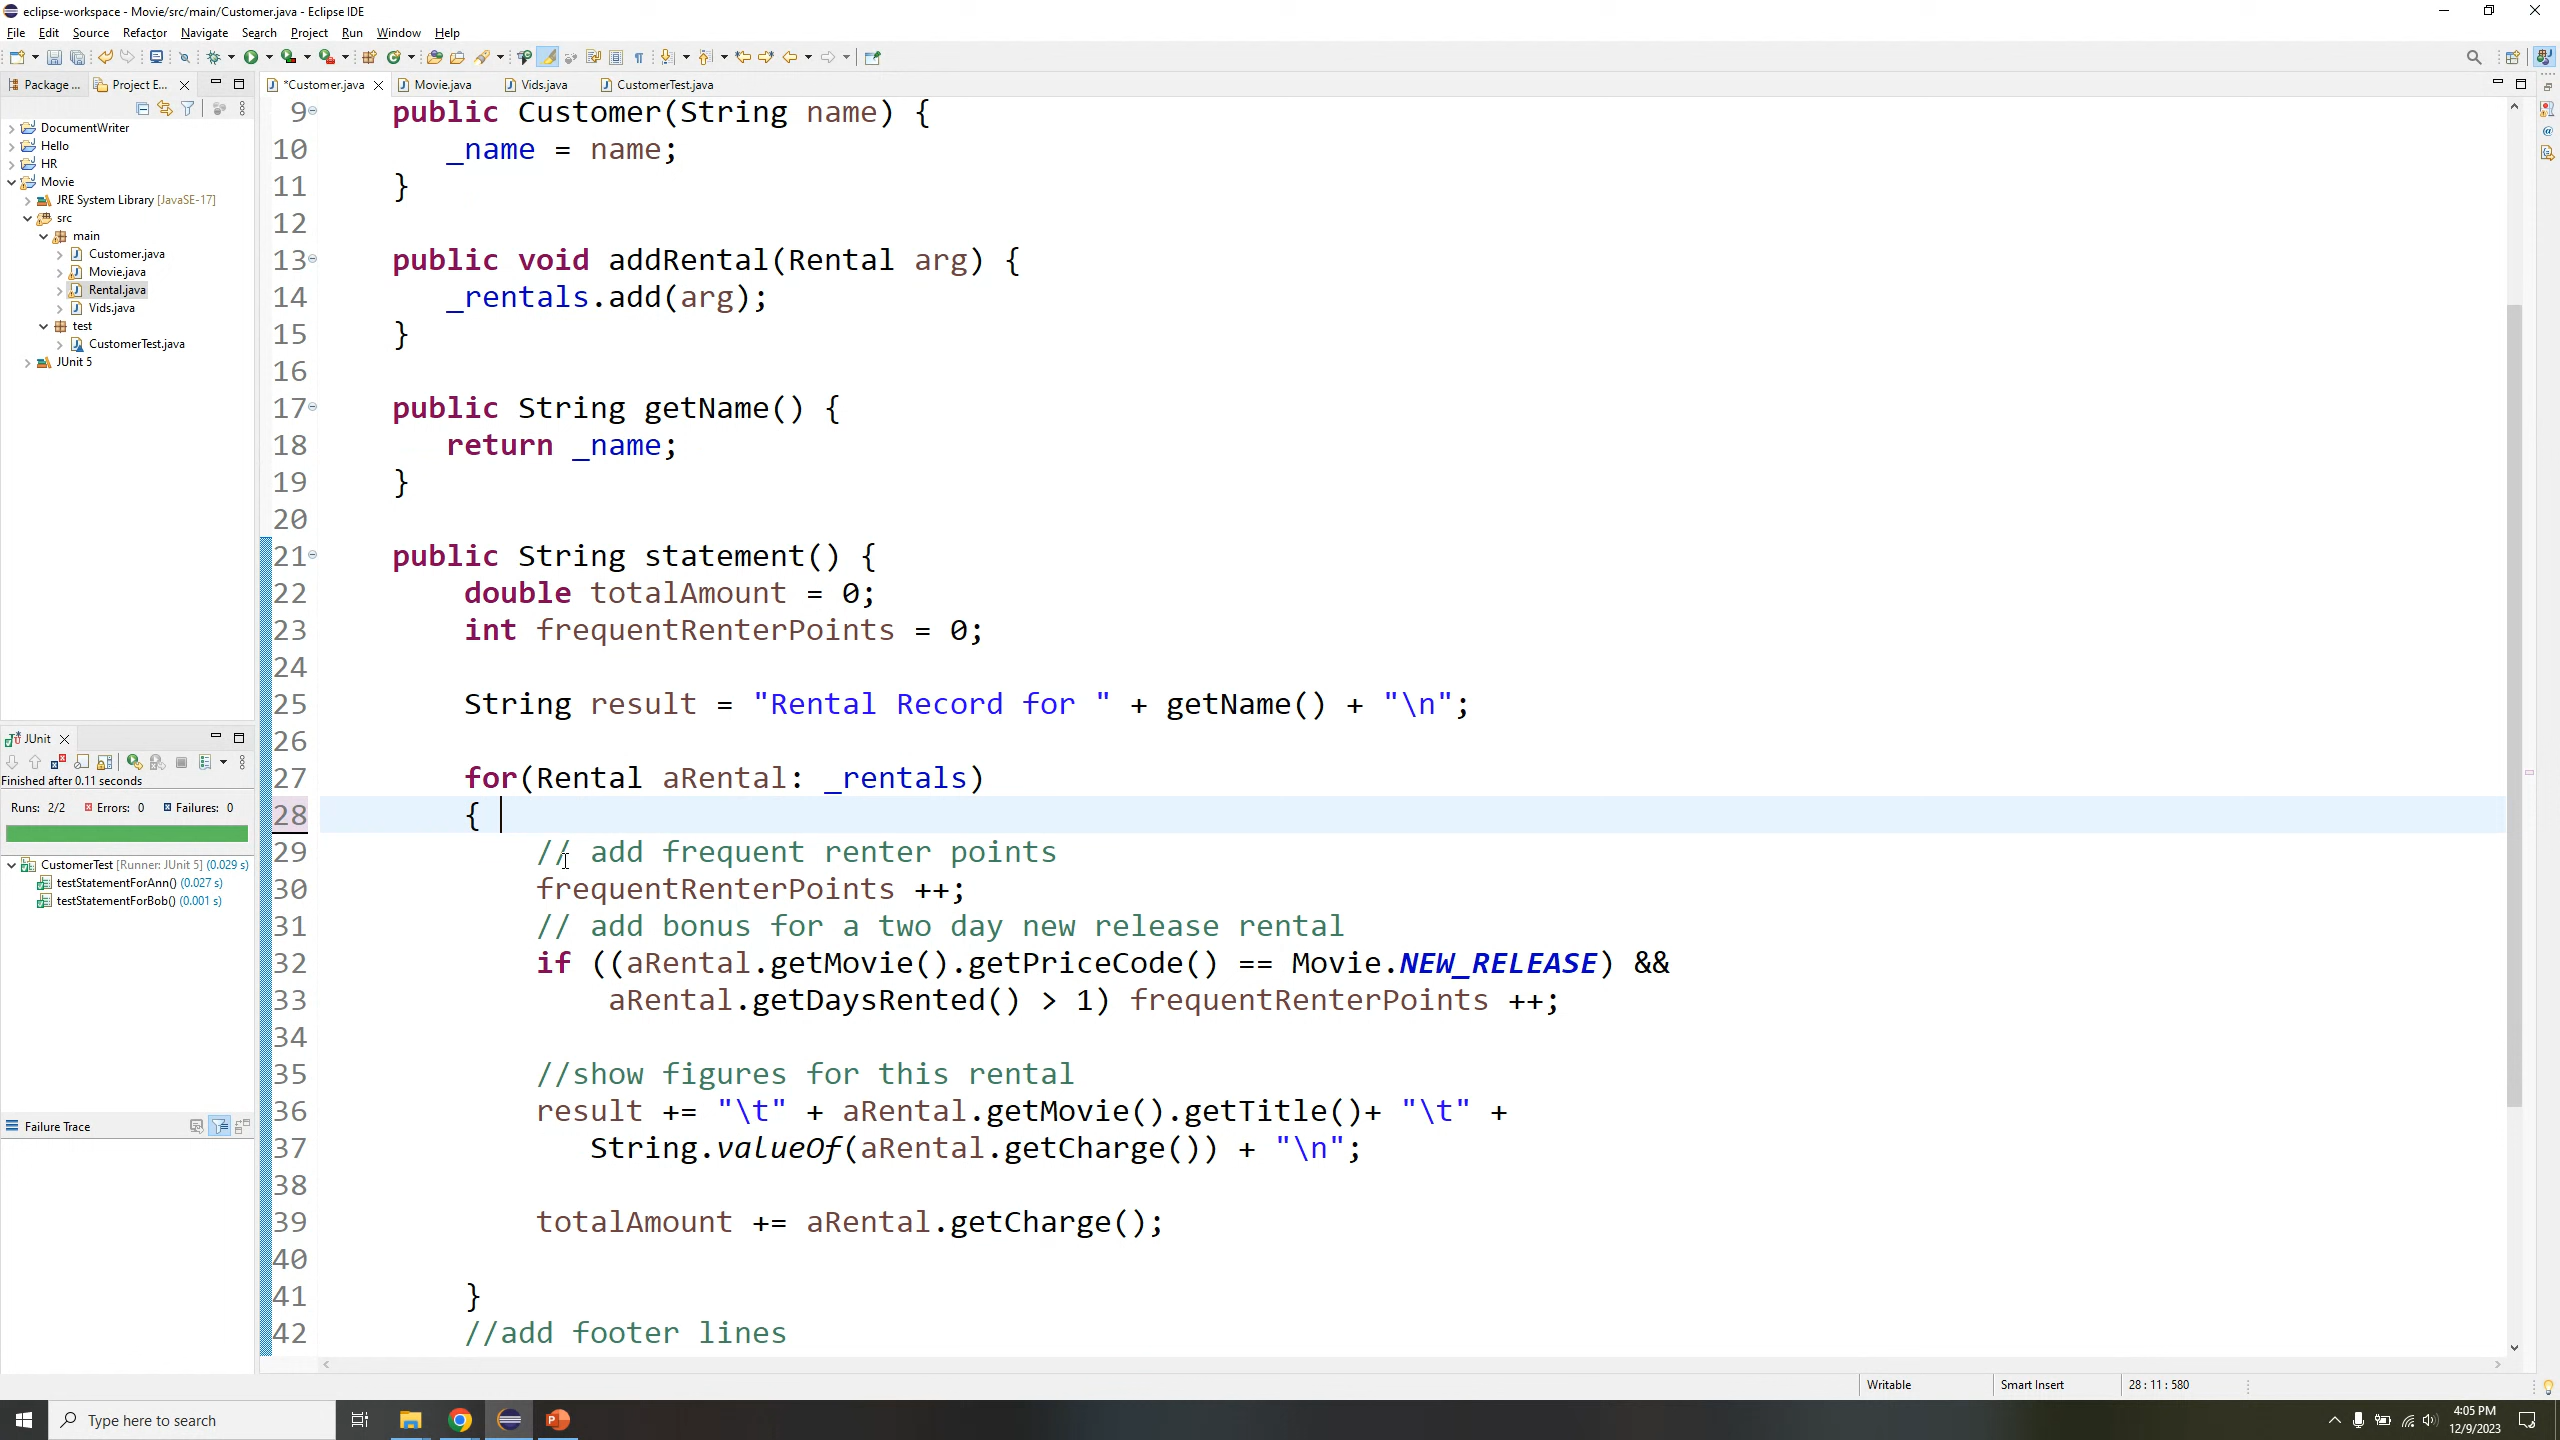 eclipse-workspace - Movie/src/main/Customer.java - Eclipse IDE
File Edit Source Refactor Navigate Search Project Run Window Help
Package ... Project E... *Customer.java Movie.java Vids.java CustomerTest.java
DocumentWriter
Hello
HR
Movie
JRE System Library [JavaSE-17]
src
main
Customer.java
Movie.java
Rental.java
Vids.java
test
CustomerTest.java
JUnit 5
JUnit
Finished after 0.11 seconds
Runs: 2/2 Errors: 0 Failures: 0
CustomerTest [Runner: JUnit 5] (0.029 s)
testStatementForAnn() (0.027 s)
testStatementForBob() (0.001 s)
Failure Trace
9 public Customer(String name) {
10 _name = name;
11 }
12
13 public void addRental(Rental arg) {
14 _rentals.add(arg);
15 }
16
17 public String getName() {
18 return _name;
19 }
20
21 public String statement() {
22 double totalAmount = 0;
23 int frequentRenterPoints = 0;
24
25 String result = "Rental Record for " + getName() + "\n";
26
27 for(Rental aRental: _rentals)
28 {
29 // add frequent renter points
30 frequentRenterPoints ++;
31 // add bonus for a two day new release rental
32 if ((aRental.getMovie().getPriceCode() == Movie.NEW_RELEASE) &&
33 aRental.getDaysRented() > 1) frequentRenterPoints ++;
34
35 //show figures for this rental
36 result += "\t" + aRental.getMovie().getTitle()+ "\t" +
37 String.valueOf(aRental.getCharge()) + "\n";
38
39 totalAmount += aRental.getCharge();
40
41 }
42 //add footer lines
Writable Smart Insert 28 : 11 : 580
Type here to search
4:05 PM
12/9/2023